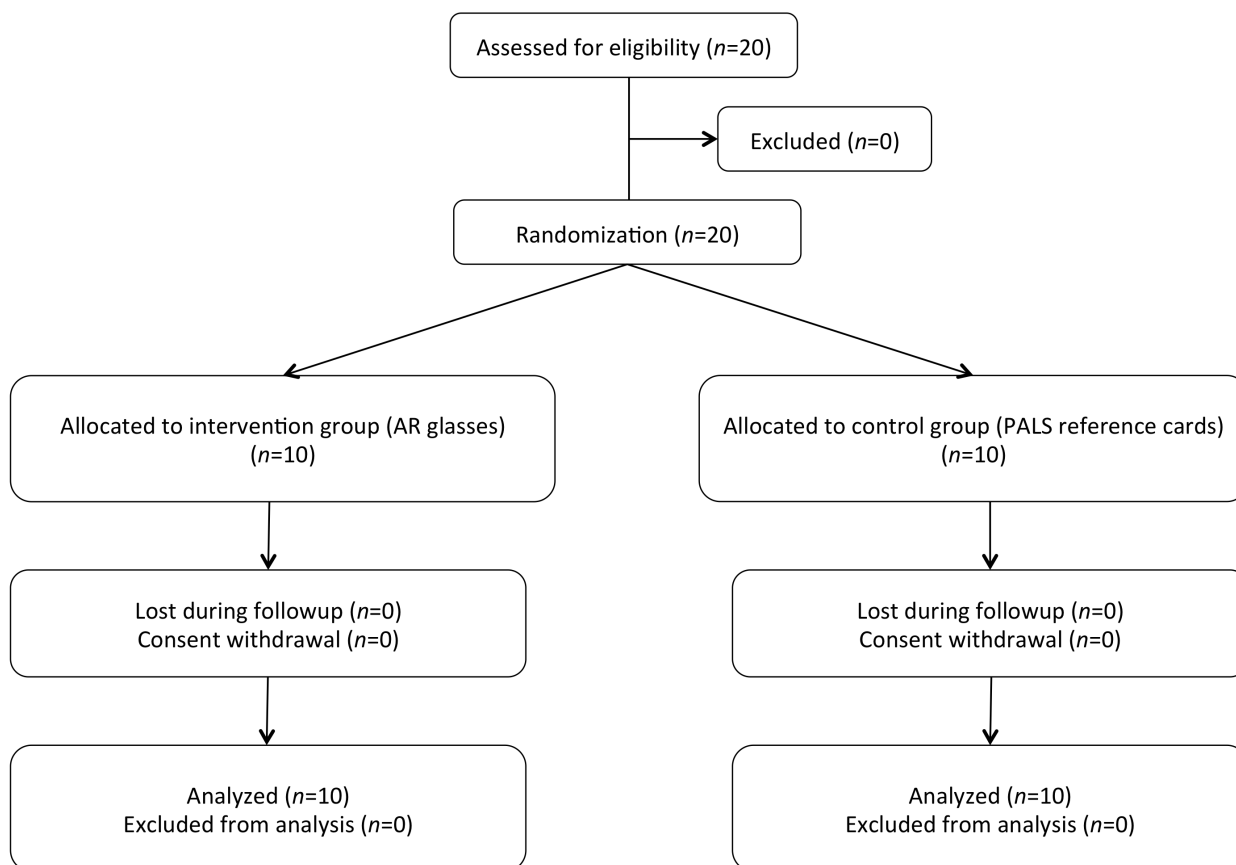 Assessed for eligibility (n=20)
Excluded (n=0)
Randomization (n=20)
Allocated to intervention group (AR glasses)
(n=10)
Allocated to control group (PALS reference cards)
(n=10)
Lost during followup (n=0)
Consent withdrawal (n=0)
Lost during followup (n=0)
Consent withdrawal (n=0)
Analyzed (n=10)
Excluded from analysis (n=0)
Analyzed (n=10)
Excluded from analysis (n=0)